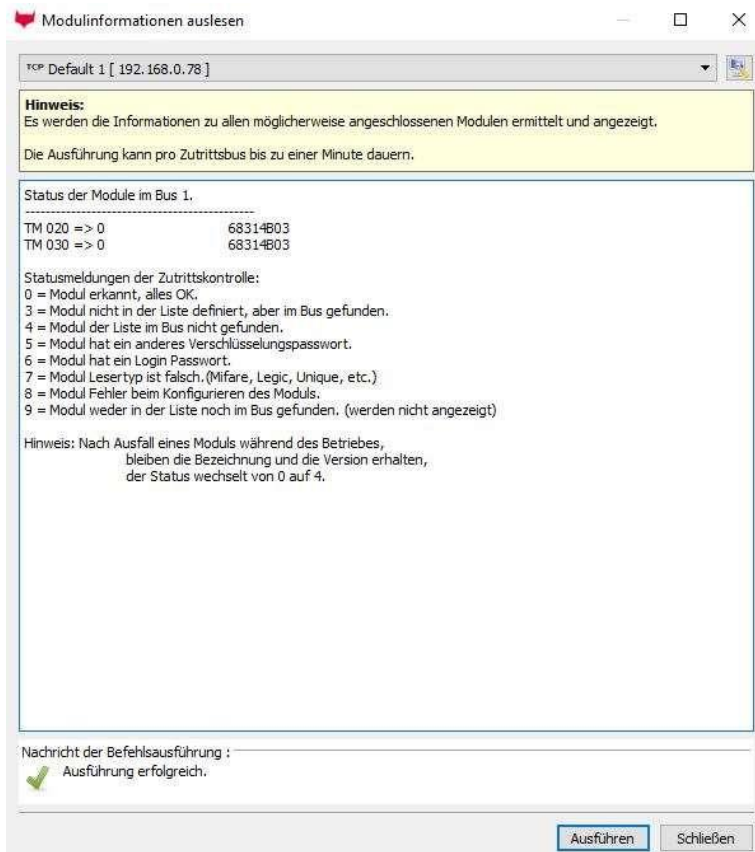 Modulinformationen auslesen
TCP Default 1 [ 192.168.0.78 ]
Hinweis:
Es werden die Informationen zu allen möglicherweise angeschlossenen Modulen ermittelt und angezeigt.
Die Ausführung kann pro Zutrittsbus bis zu einer Minute dauern.
Status der Module im Bus 1.
----------------------------------------------
TM 020 => 0 68314B03
TM 030 => 0 68314B03
Statusmeldungen der Zutrittskontrolle:
0 = Modul erkannt, alles OK.
3 = Modul nicht in der Liste definiert, aber im Bus gefunden.
4 = Modul der Liste im Bus nicht gefunden.
5 = Modul hat ein anderes Verschlüsselungspasswort.
6 = Modul hat ein Login Passwort.
7 = Modul Lesertyp ist falsch.(Mifare, Legic, Unique, etc.)
8 = Modul Fehler beim Konfigurieren des Moduls.
9 = Modul weder in der Liste noch im Bus gefunden. (werden nicht angezeigt)
Hinweis: Nach Ausfall eines Moduls während des Betriebes,
bleiben die Bezeichnung und die Version erhalten,
der Status wechselt von 0 auf 4.
Nachricht der Befehlsausführung :
Ausführung erfolgreich.
Ausführen Schließen